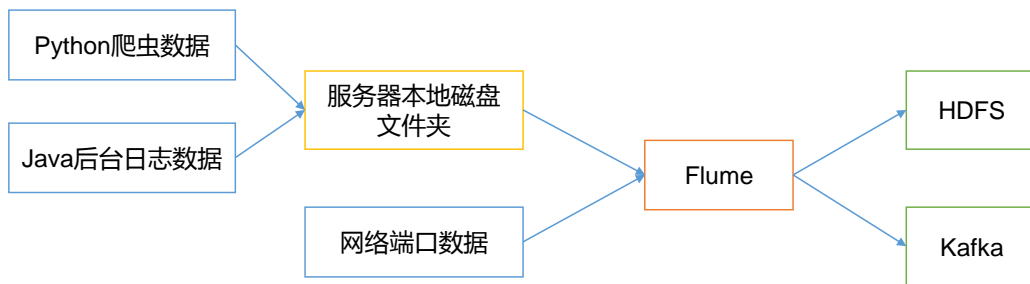 Python爬虫数据
Java后台日志数据
服务器本地磁盘
文件夹
网络端口数据
Flume
HDFS
Kafka